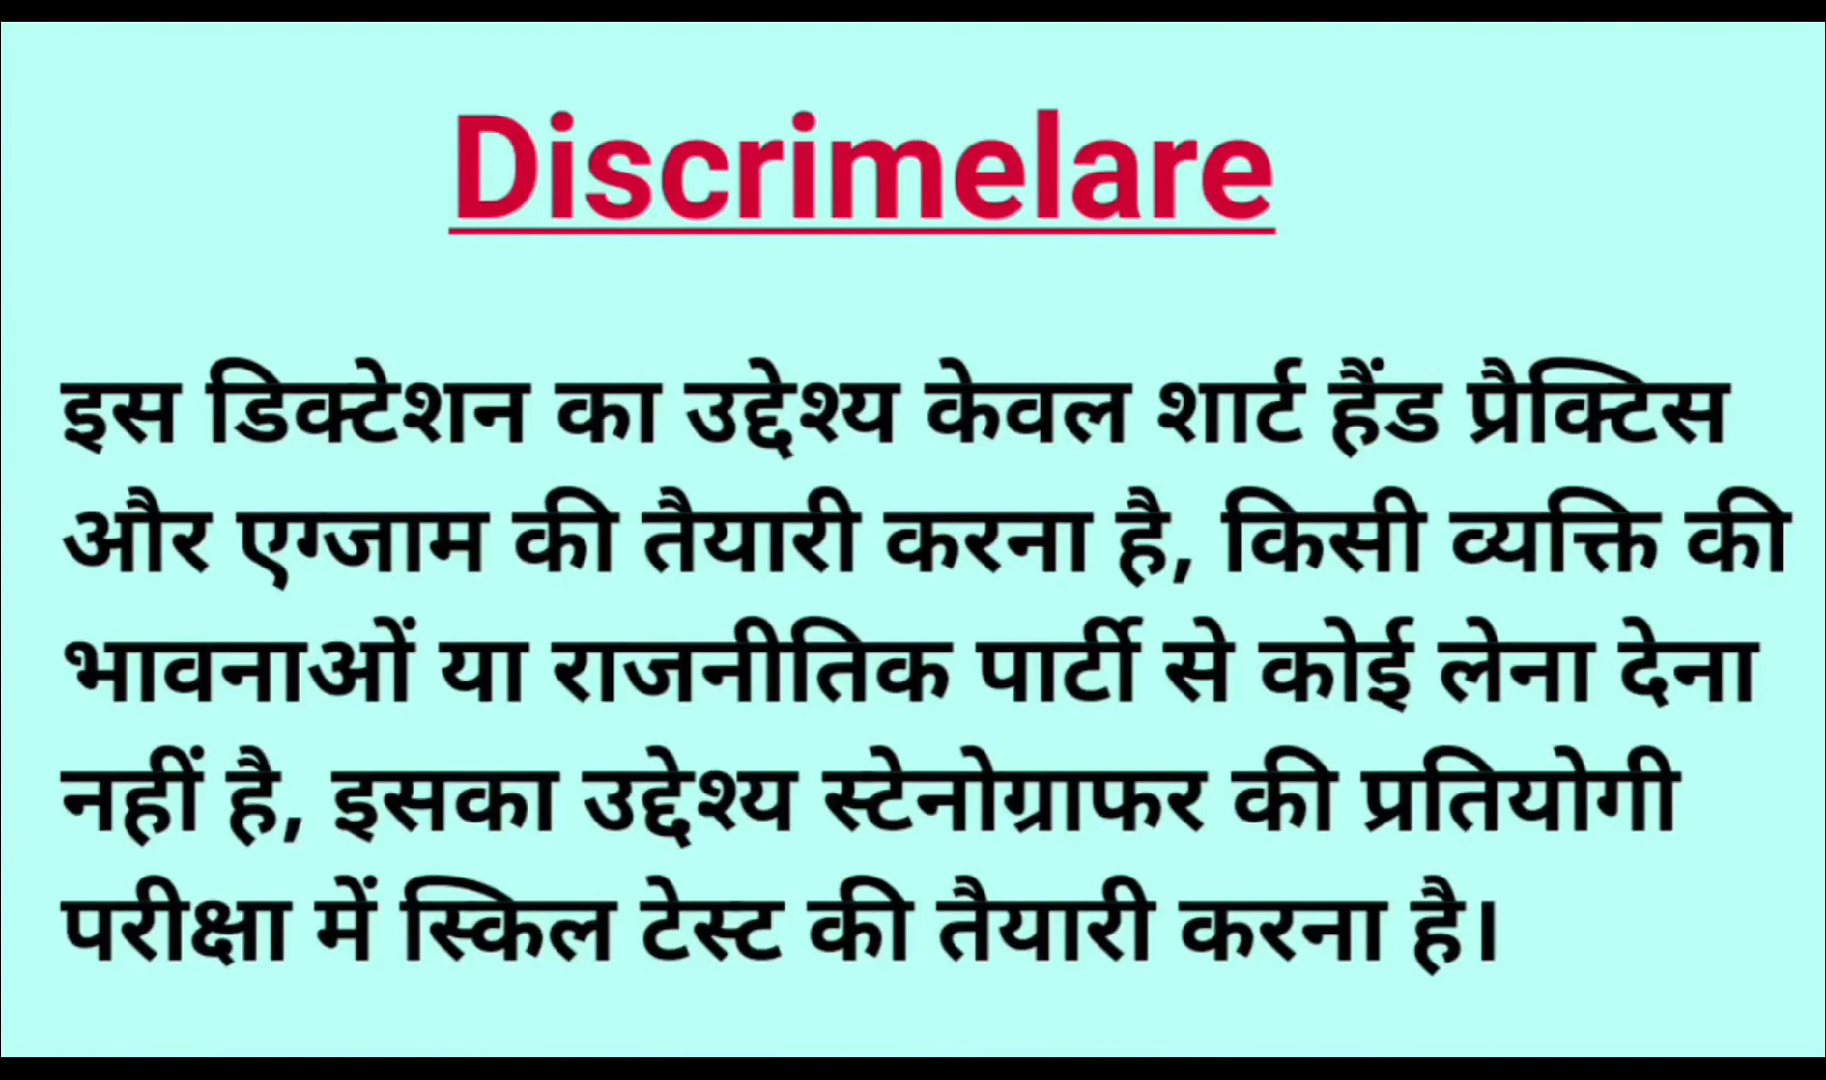 Discrimelare
इस डिक्टेशन का उद्देश्य केवल शार्ट हैंड प्रैक्टिस
और एग्जाम की तैयारी करना है, किसी व्यक्ति की
भावनाओं या राजनीतिक पार्टी से कोई लेना देना
नहीं है, इसका उद्देश्य स्टेनोग्राफर की प्रतियोगी
परीक्षा में स्किल टेस्ट की तैयारी करना है।